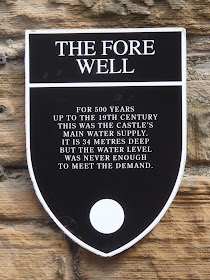 THE FORE
WELL
FOR 500 YEARS
UP TO THE 19TH CENTURY
THIS WAS THE CASTLE'S
MAIN WATER SUPPLY.
IT IS 34 METRES DEEP
BUT THE WATER LEVEL
WAS NEVER ENOUGH
TO MEET THE DEMAND.